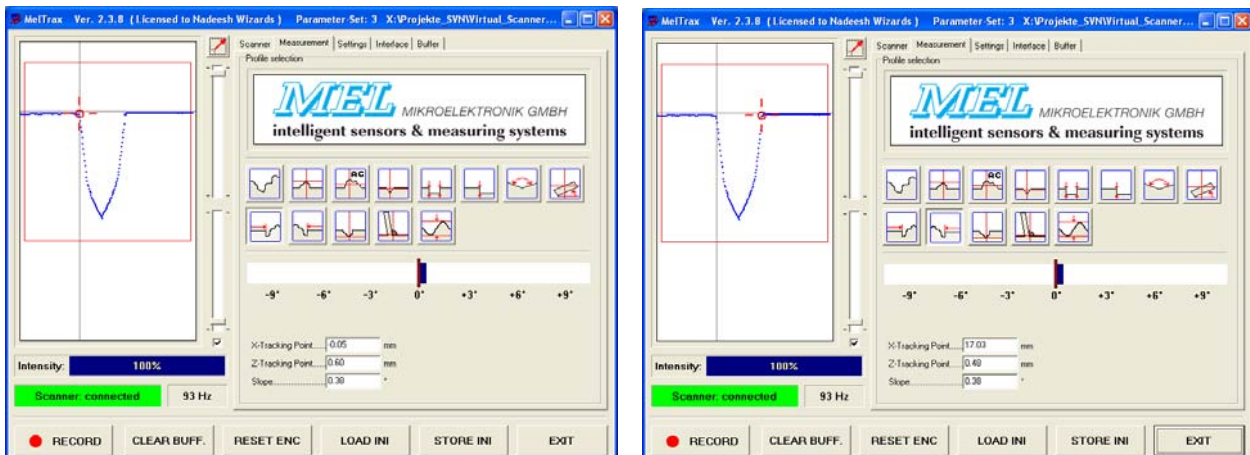 MelTrax Ver. 2.3.8 ( Licensed to Nadeesh Wizards ) Parameter-Set: 3 X:\Projekte_SVN\Virtual_Scanner...
Scanner Measurement Settings Interface Buffer
Profile selection
MEL MIKROELEKTRONIK GMBH
intelligent sensors & measuring systems
AC
-9° -6° -3° 0° +3° +6° +9°
X-Tracking Point.... -0.05 mm
Z-Tracking Point.... 0.60 mm
Slope.................... 0.38 °
Intensity: 100%
Scanner: connected 93 Hz
RECORD CLEAR BUFF. RESET ENC LOAD INI STORE INI EXIT
MelTrax Ver. 2.3.8 ( Licensed to Nadeesh Wizards ) Parameter-Set: 3 X:\Projekte_SVN\Virtual_Scanner...
Scanner Measurement Settings Interface Buffer
Profile selection
MEL MIKROELEKTRONIK GMBH
intelligent sensors & measuring systems
AC
-9° -6° -3° 0° +3° +6° +9°
X-Tracking Point.... 17.03 mm
Z-Tracking Point.... 0.48 mm
Slope.................... 0.38 °
Intensity: 100%
Scanner: connected 93 Hz
RECORD CLEAR BUFF. RESET ENC LOAD INI STORE INI EXIT